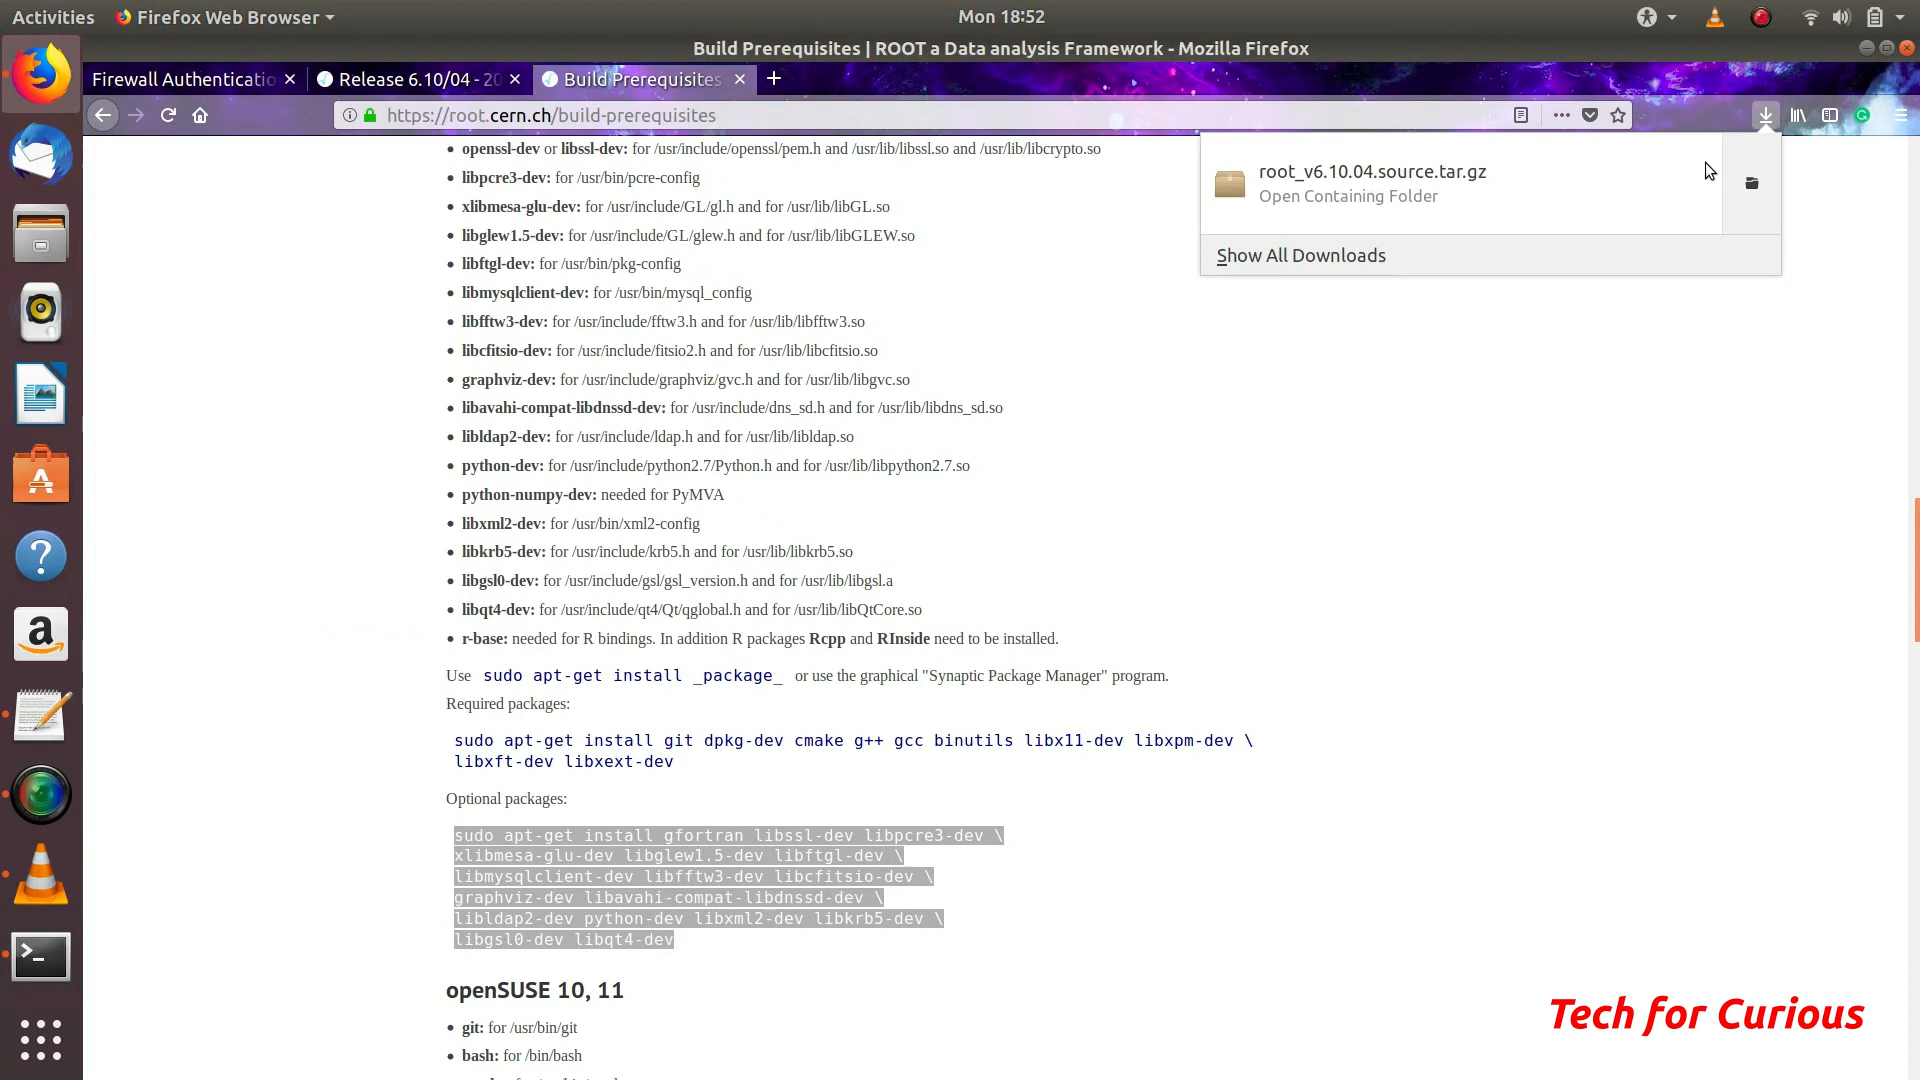 Activities
Firefox Web Browser
Mon 18:52
Build Prerequisites | ROOT a Data analysis Framework - Mozilla Firefox
Firewall Authenticatio
Release 6.10/04 - 20
Build Prerequisites
https://root.cern.ch/build-prerequisites
root_v6.10.04.source.tar.gz
Open Containing Folder
Show All Downloads
• openssl-dev or libssl-dev: for /usr/include/openssl/pem.h and /usr/lib/libssl.so and /usr/lib/libcrypto.so
• libpcre3-dev: for /usr/bin/pcre-config
• xlibmesa-glu-dev: for /usr/include/GL/gl.h and for /usr/lib/libGL.so
• libglew1.5-dev: for /usr/include/GL/glew.h and for /usr/lib/libGLEW.so
• libftgl-dev: for /usr/bin/pkg-config
• libmysqlclient-dev: for /usr/bin/mysql_config
• libfftw3-dev: for /usr/include/fftw3.h and for /usr/lib/libfftw3.so
• libcfitsio-dev: for /usr/include/fitsio2.h and for /usr/lib/libcfitsio.so
• graphviz-dev: for /usr/include/graphviz/gvc.h and for /usr/lib/libgvc.so
• libavahi-compat-libdnssd-dev: for /usr/include/dns_sd.h and for /usr/lib/libdns_sd.so
• libldap2-dev: for /usr/include/ldap.h and for /usr/lib/libldap.so
• python-dev: for /usr/include/python2.7/Python.h and for /usr/lib/libpython2.7.so
• python-numpy-dev: needed for PyMVA
• libxml2-dev: for /usr/bin/xml2-config
• libkrb5-dev: for /usr/include/krb5.h and for /usr/lib/libkrb5.so
• libgsl0-dev: for /usr/include/gsl/gsl_version.h and for /usr/lib/libgsl.a
• libqt4-dev: for /usr/include/qt4/Qt/qglobal.h and for /usr/lib/libQtCore.so
• r-base: needed for R bindings. In addition R packages Rcpp and RInside need to be installed.
Use sudo apt-get install _package_ or use the graphical "Synaptic Package Manager" program.
Required packages:
sudo apt-get install git dpkg-dev cmake g++ gcc binutils libx11-dev libxpm-dev \
libxft-dev libxext-dev
Optional packages:
sudo apt-get install gfortran libssl-dev libpcre3-dev \
xlibmesa-glu-dev libglew1.5-dev libftgl-dev \
libmysqlclient-dev libfftw3-dev libcfitsio-dev \
graphviz-dev libavahi-compat-libdnssd-dev \
libldap2-dev python-dev libxml2-dev libkrb5-dev \
libgsl0-dev libqt4-dev
openSUSE 10, 11
• git: for /usr/bin/git
• bash: for /bin/bash
Tech for Curious